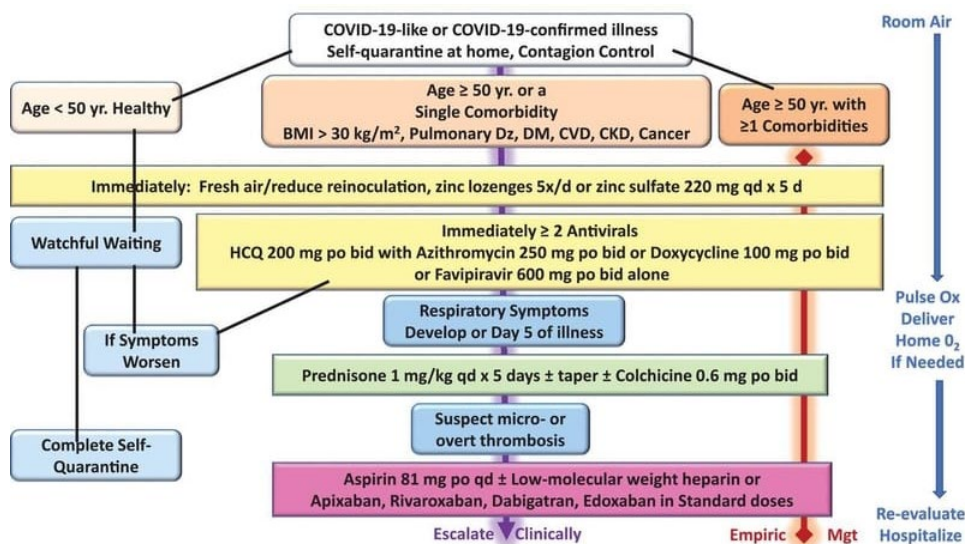 COVID-19-like or COVID-19-confirmed illness
Self-quarantine at home, Contagion Control
Room Air
Age < 50 yr. Healthy
Age ≥ 50 yr. or a
Single Comorbidity
BMI > 30 kg/m², Pulmonary Dz, DM, CVD, CKD, Cancer
Age ≥ 50 yr. with
≥1 Comorbidities
Immediately: Fresh air/reduce reinoculation, zinc lozenges 5x/d or zinc sulfate 220 mg qd x 5 d
Watchful Waiting
Immediately ≥ 2 Antivirals
HCQ 200 mg po bid with Azithromycin 250 mg po bid or Doxycycline 100 mg po bid
or Favipiravir 600 mg po bid alone
Pulse Ox
Deliver
Home 0₂
If Needed
If Symptoms
Worsen
Respiratory Symptoms
Develop or Day 5 of illness
Prednisone 1 mg/kg qd x 5 days ± taper ± Colchicine 0.6 mg po bid
Suspect micro- or
overt thrombosis
Complete Self-
Quarantine
Aspirin 81 mg po qd ± Low-molecular weight heparin or
Apixaban, Rivaroxaban, Dabigatran, Edoxaban in Standard doses
Escalate Clinically
Empiric Mgt
Re-evaluate
Hospitalize